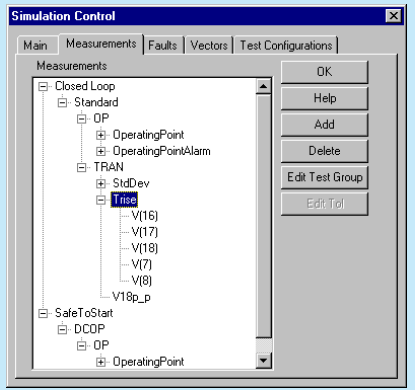 Simulation Control
Main Measurements Faults Vectors Test Configurations
Measurements
Closed Loop
Standard
OP
OperatingPoint
OperatingPointAlarm
TRAN
StdDev
Trise
V(16)
V(17)
V(18)
V(7)
V(8)
V18p_p
SafeToStart
DCOP
OP
OperatingPoint
OK
Help
Add
Delete
Edit Test Group
Edit Tol